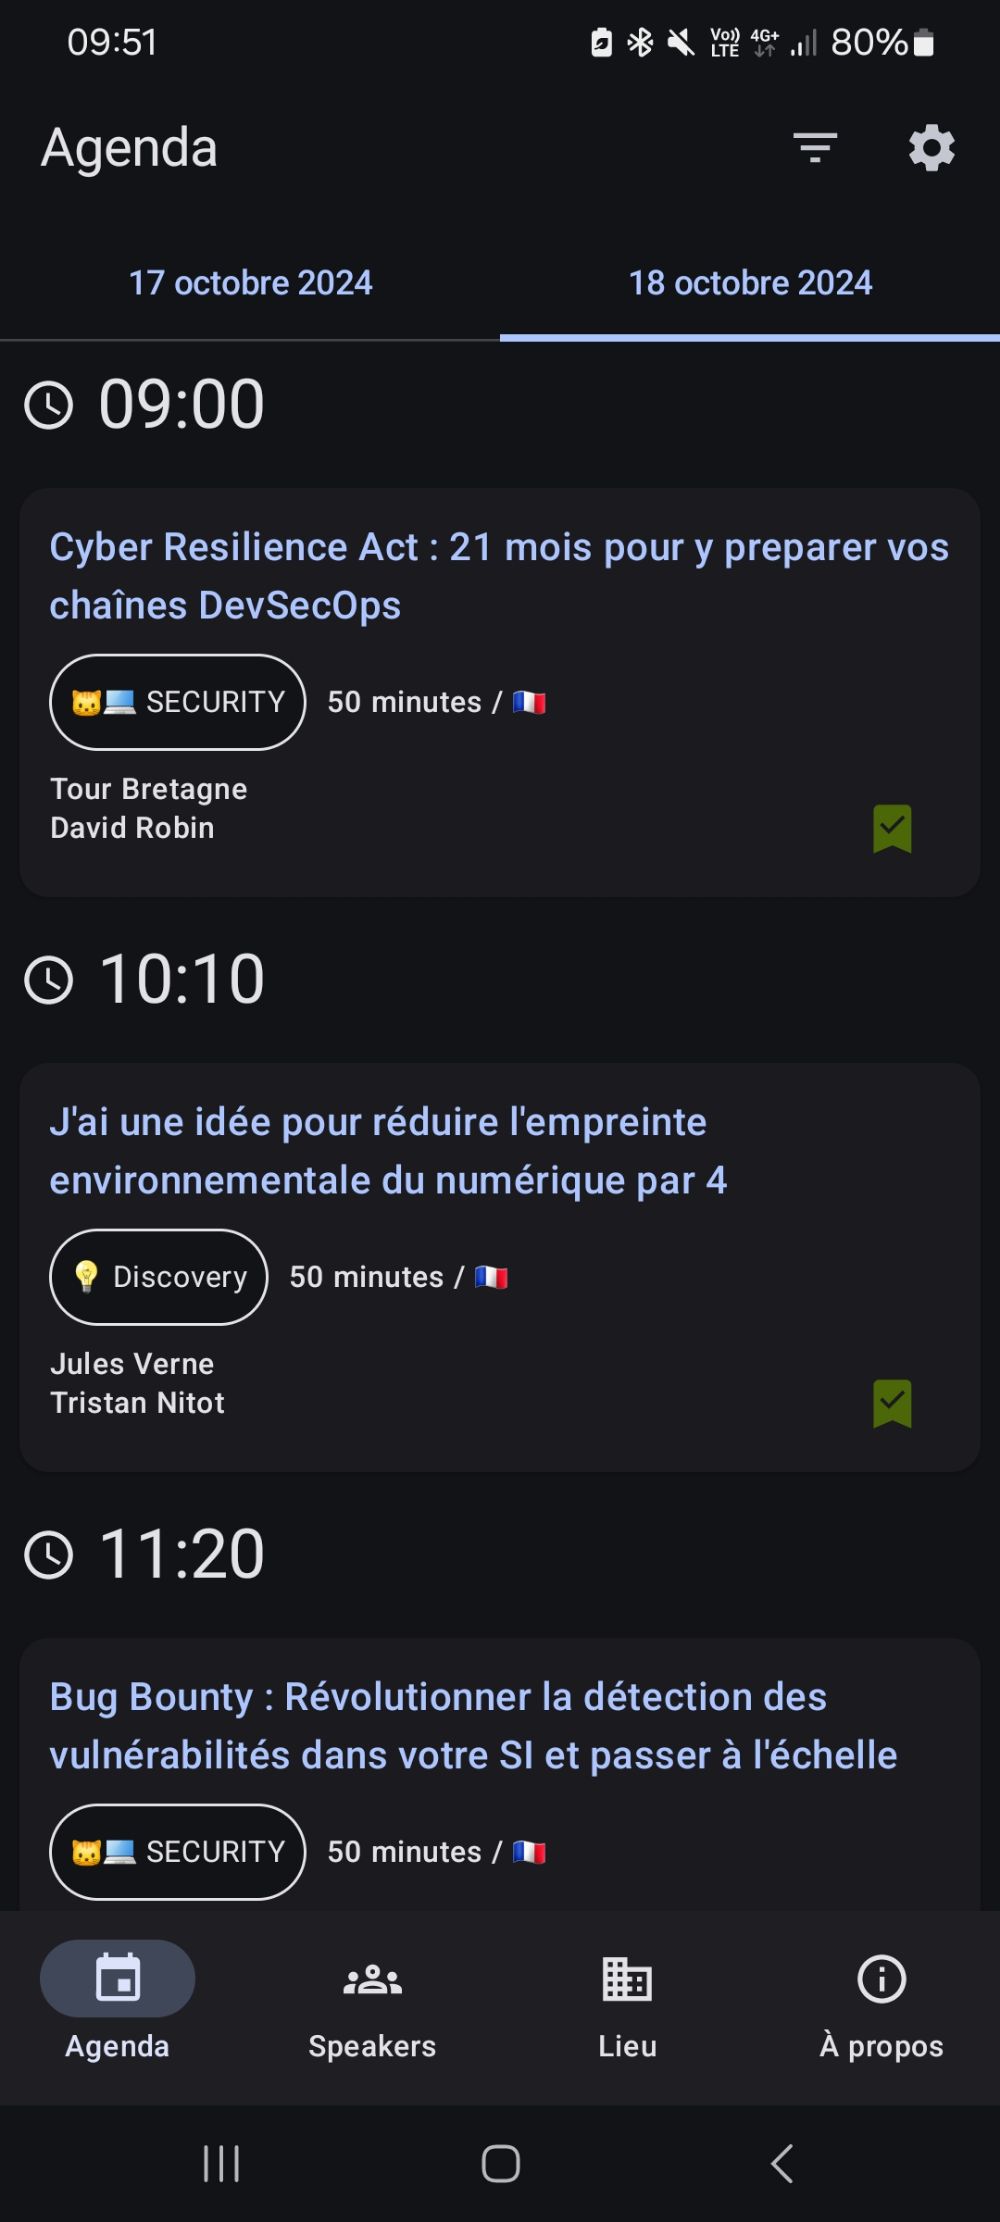 09:51
Vo)) LTE 4G+ 80%
Agenda
17 octobre 2024
18 octobre 2024
09:00
Cyber Resilience Act : 21 mois pour y preparer vos
chaînes DevSecOps
SECURITY 50 minutes /
Tour Bretagne
David Robin
10:10
J'ai une idée pour réduire l'empreinte
environnementale du numérique par 4
Discovery 50 minutes /
Jules Verne
Tristan Nitot
11:20
Bug Bounty : Révolutionner la détection des
vulnérabilités dans votre SI et passer à l'échelle
SECURITY 50 minutes /
Agenda
Speakers
Lieu
À propos